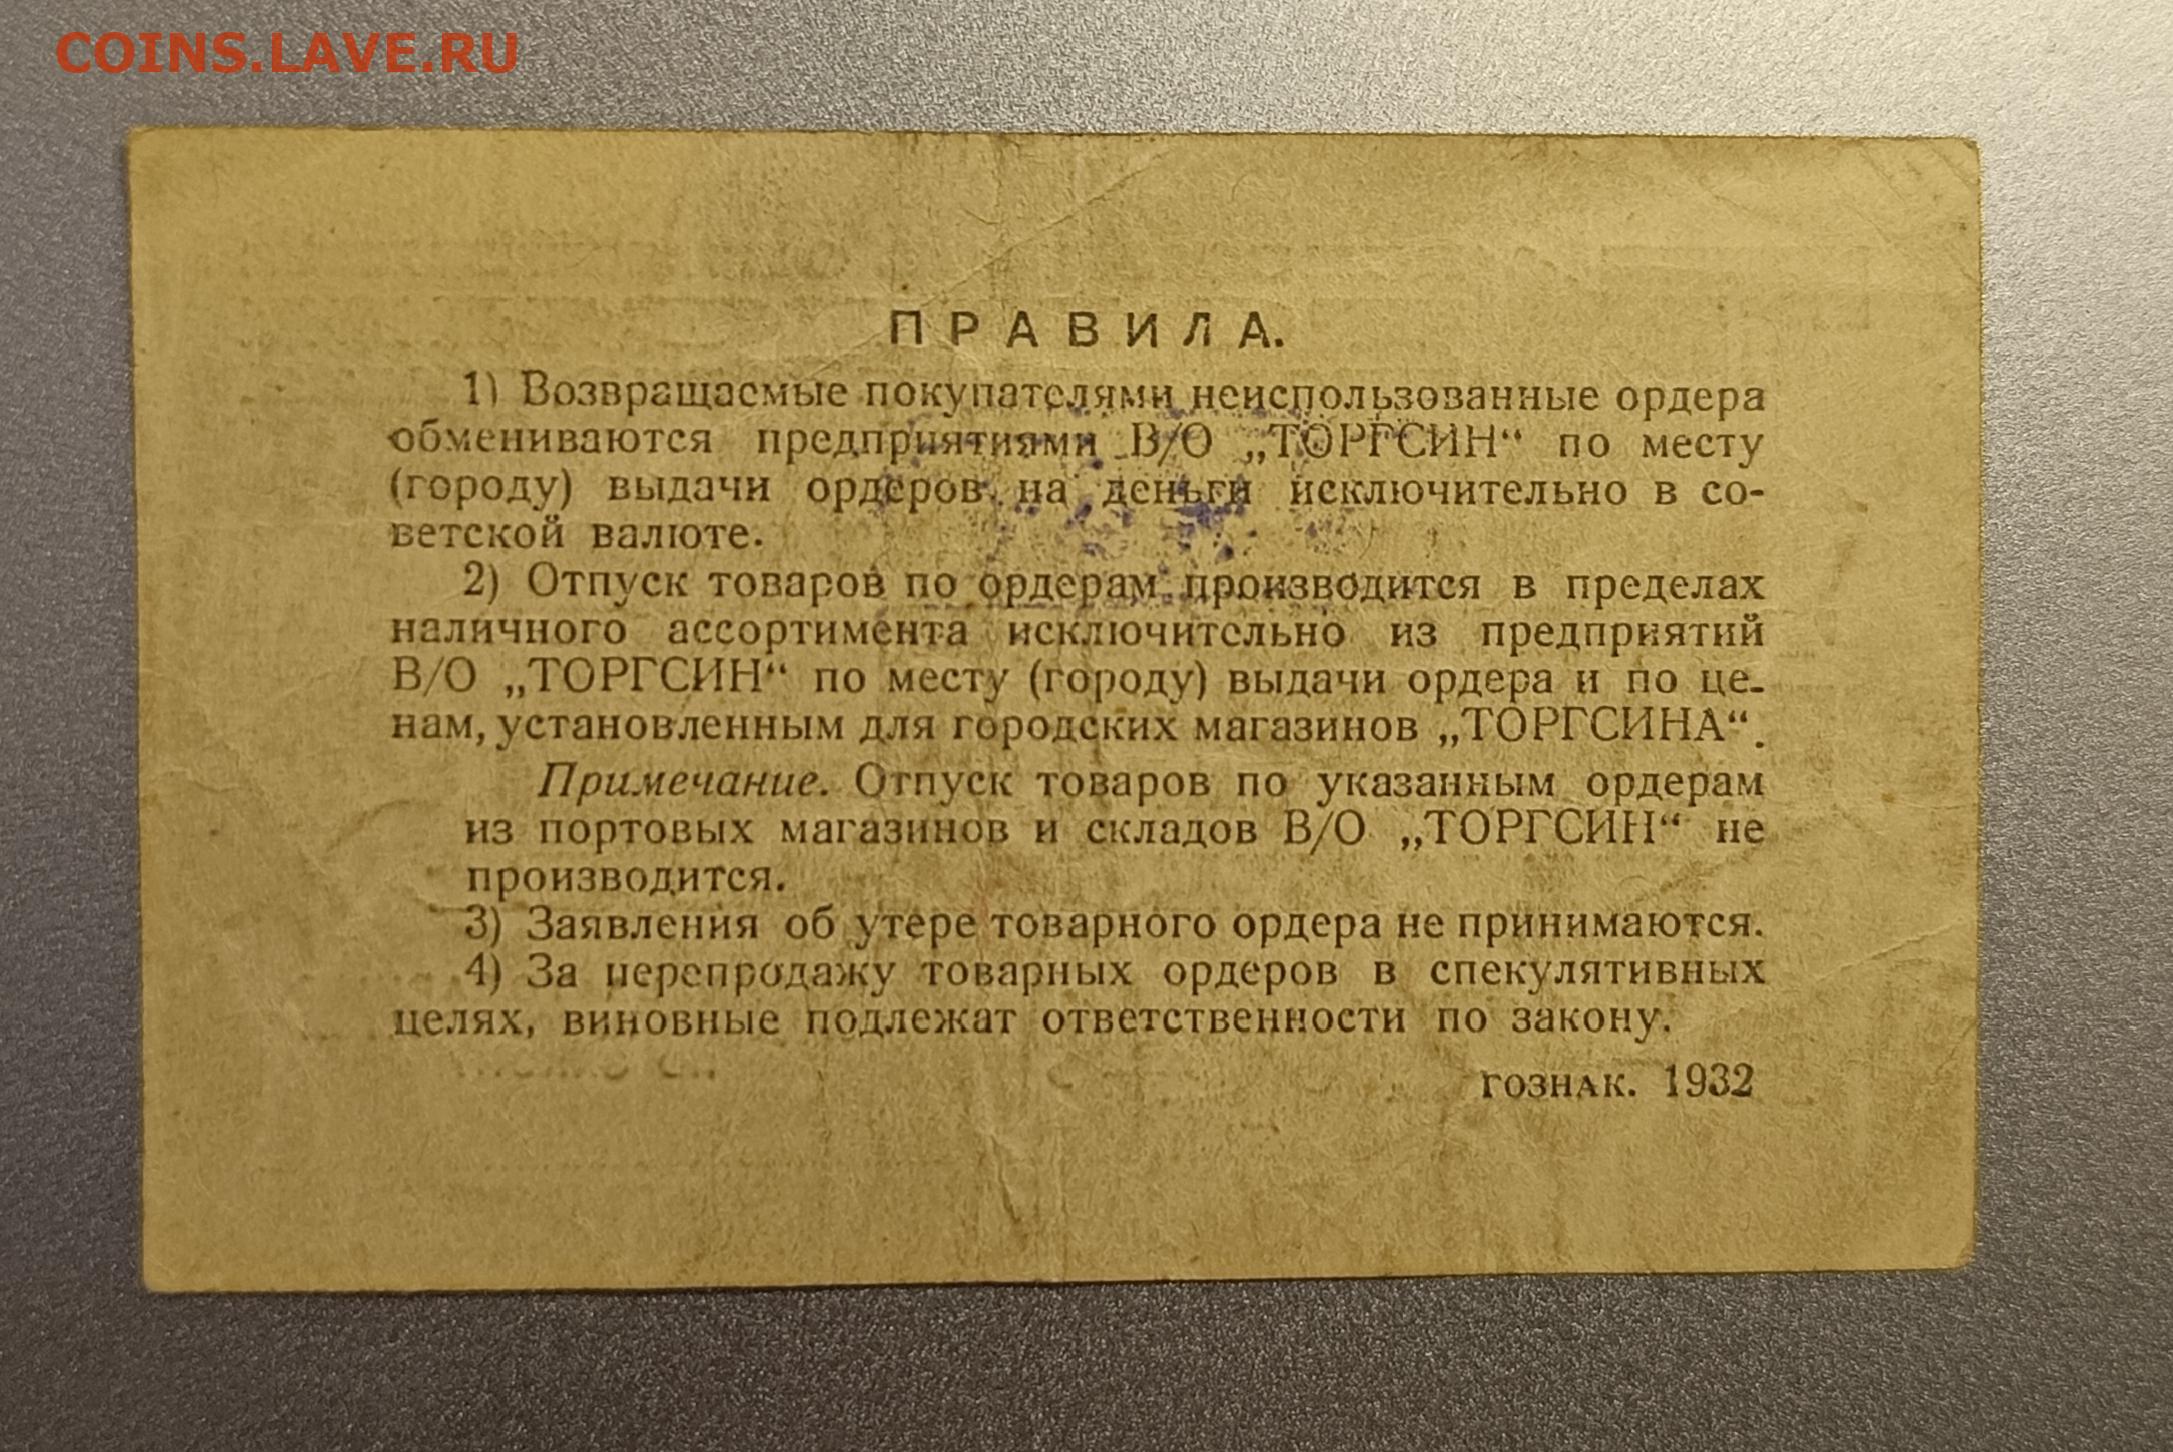 COINS.LAVE.RU
ПРАВИЛА.
1) Возвращаемые покупателями неиспользованные ордера
обмениваются предприятиями В/О „ТОРГСИН“ по месту
(городу) выдачи ордеров на деньги исключительно в со-
ветской валюте.
2) Отпуск товаров по ордерам производится в пределах
наличного ассортимента исключительно из предприятий
В/О „ТОРГСИН“ по месту (городу) выдачи ордера и по це-
нам, установленным для городских магазинов „ТОРГСИНА“.
Примечание. Отпуск товаров по указанным ордерам
из портовых магазинов и складов В/О „ТОРГСИН“ не
производится.
3) Заявления об утере товарного ордера не принимаются.
4) За перепродажу товарных ордеров в спекулятивных
целях, виновные подлежат ответственности по закону.
ГОЗНАК. 1932